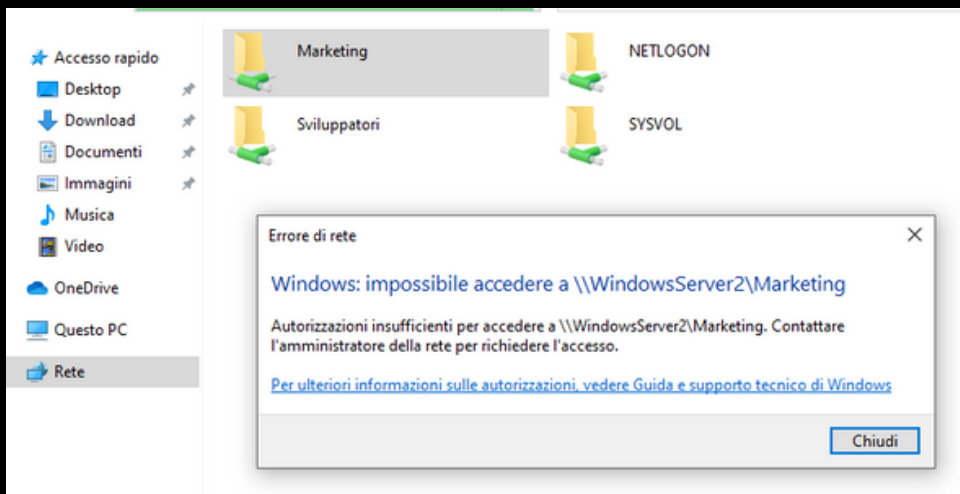 Accesso rapido
Desktop
Download
Documenti
Immagini
Musica
Video
OneDrive
Questo PC
Rete
Marketing
NETLOGON
Sviluppatori
SYSVOL
Errore di rete
Windows: impossibile accedere a \\WindowsServer2\Marketing
Autorizzazioni insufficienti per accedere a \\WindowsServer2\Marketing. Contattare
l'amministratore della rete per richiedere l'accesso.
Per ulteriori informazioni sulle autorizzazioni, vedere Guida e supporto tecnico di Windows
Chiudi